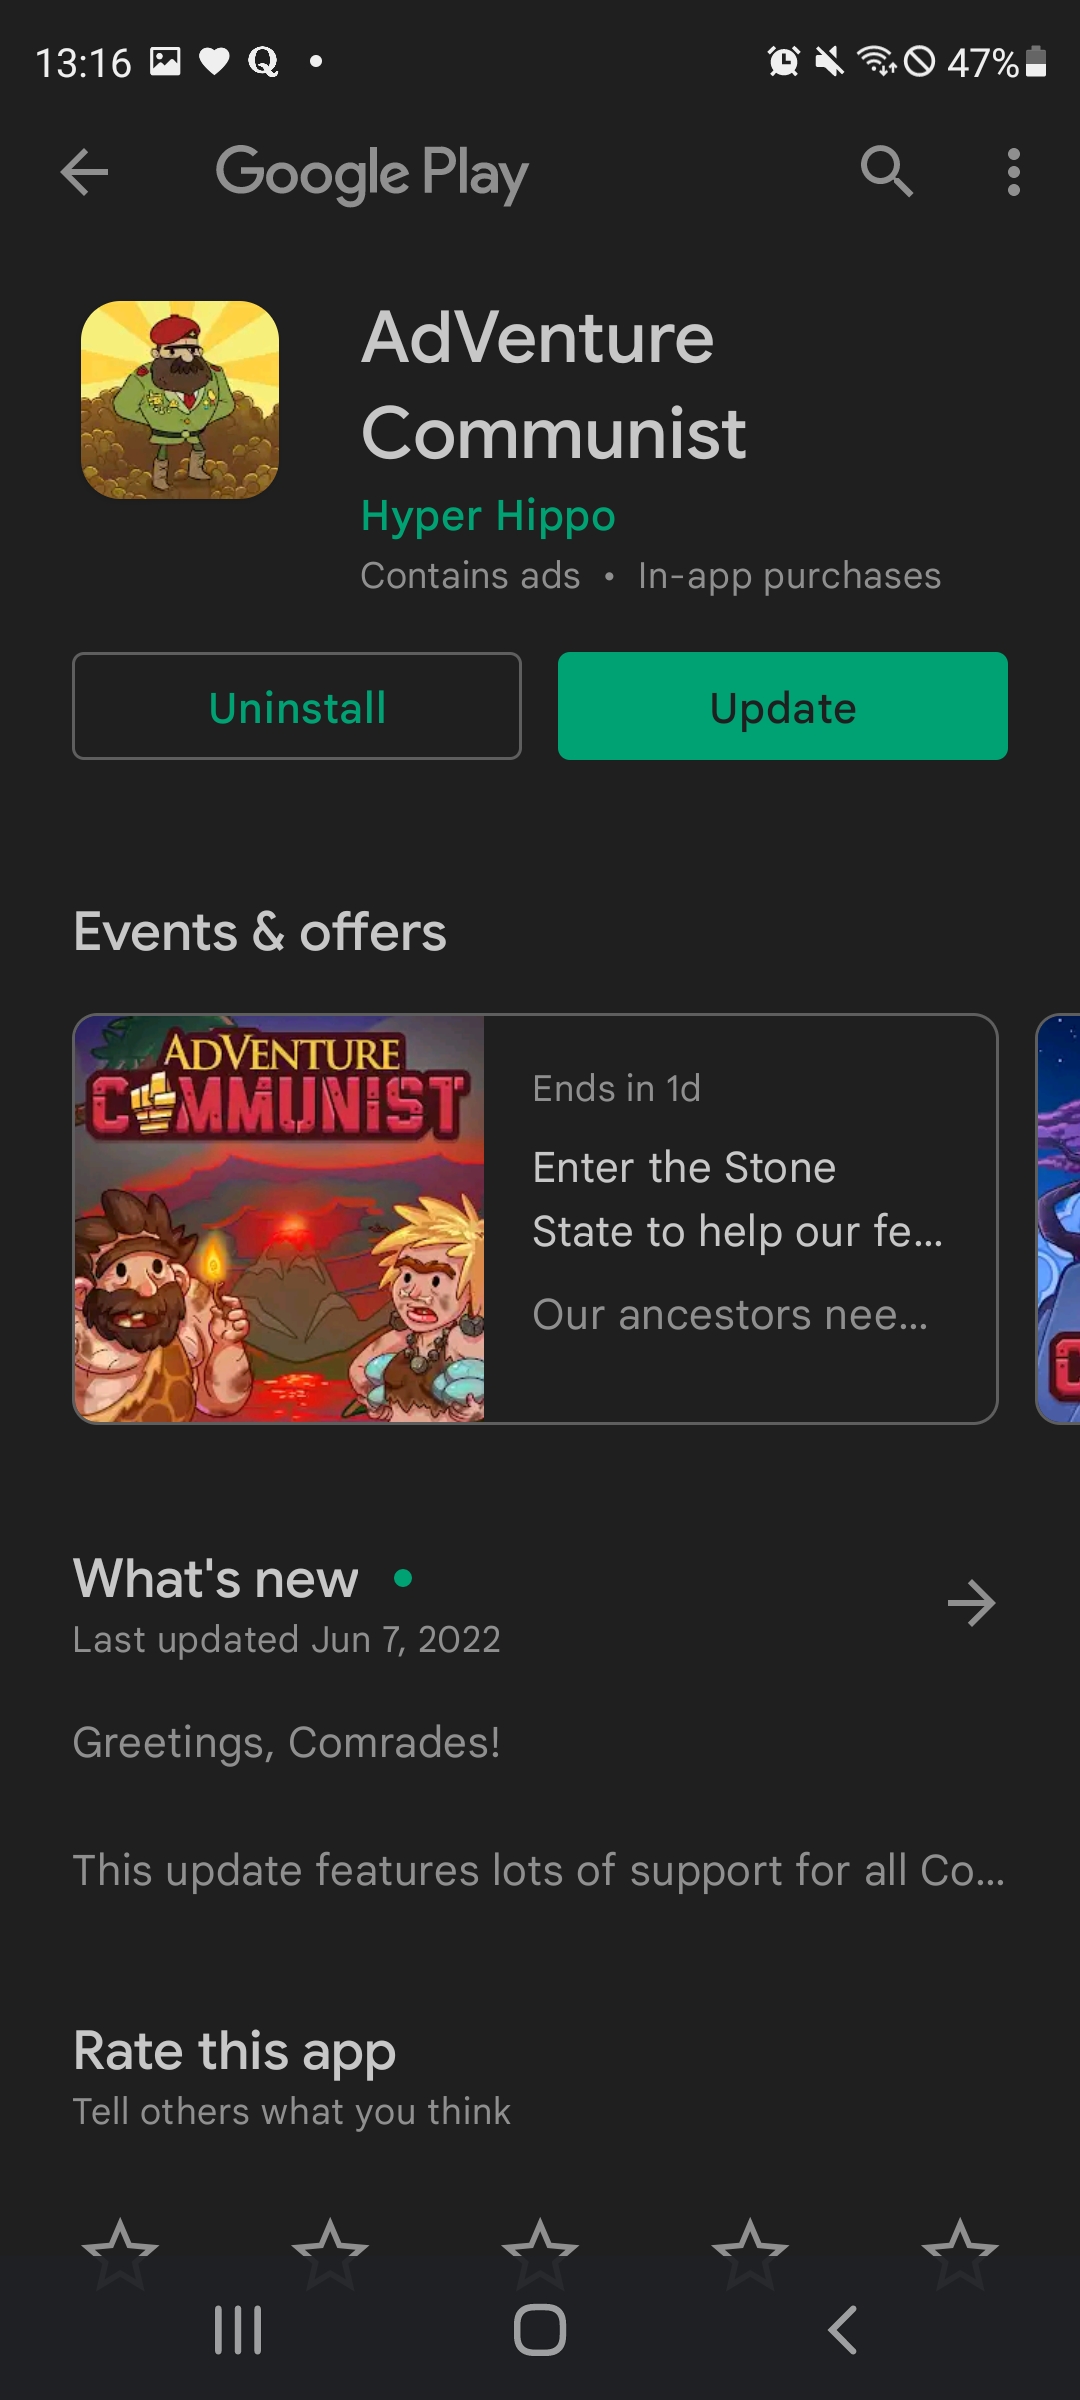 13:16
47%
Google Play
AdVenture
Communist
Hyper Hippo
Contains ads • In-app purchases
Uninstall
Update
Events & offers
ADVENTURE
COMMUNIST
Ends in 1d
Enter the Stone
State to help our fe...
Our ancestors nee...
What's new
Last updated Jun 7, 2022
Greetings, Comrades!
This update features lots of support for all Co...
Rate this app
Tell others what you think